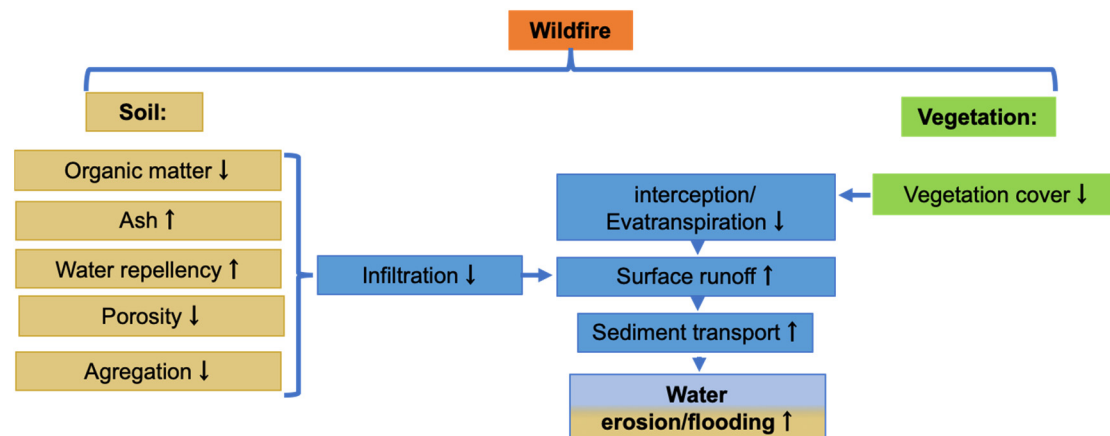 Wildfire
Soil:
Vegetation:
Organic matter ↓
Ash ↑
Water repellency ↑
Porosity ↓
Agregation ↓
Infiltration ↓
interception/
Evatranspiration ↓
Vegetation cover ↓
Surface runoff ↑
Sediment transport ↑
Water
erosion/flooding ↑